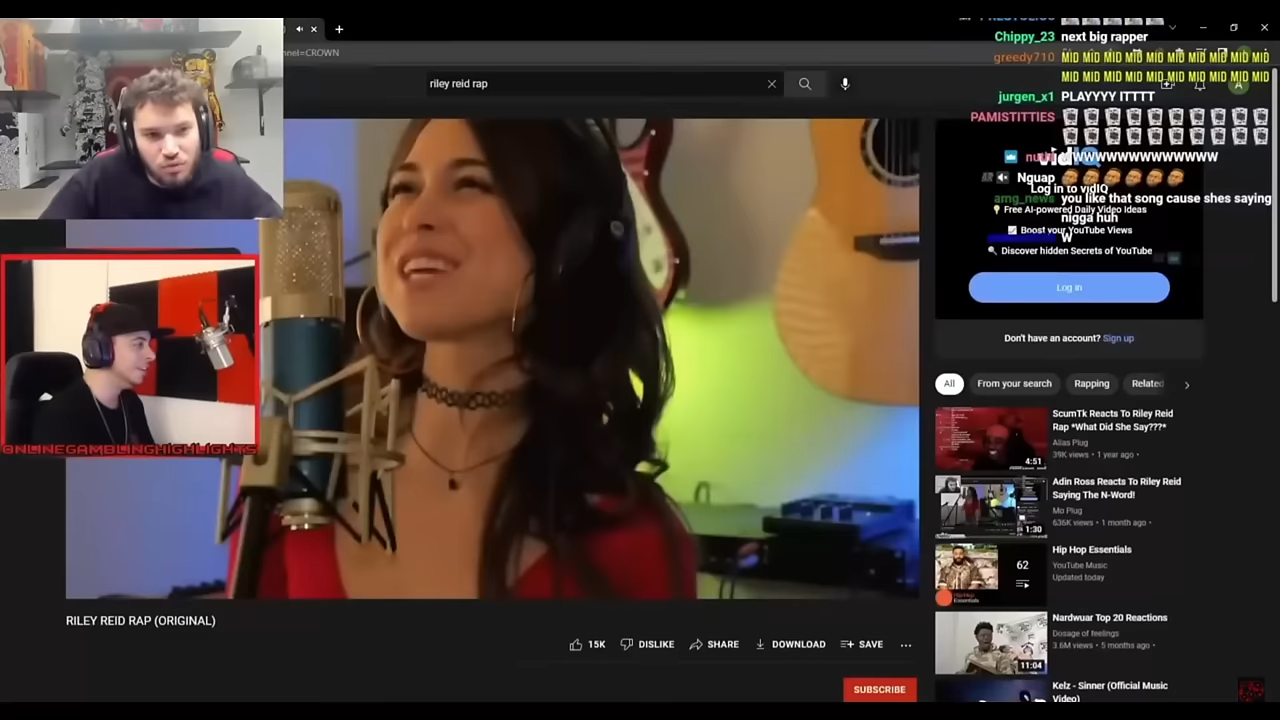 nnel=CROWN
riley reid rap
Chippy_23 next big rapper
greedy710 MID MID MID MID MID MID MID MID MID
MID MID MID MID MID MID MID MID MID
jurgen_x1 PLAYYYY ITTTT
PAMISTITTIES
Nguap
Log in to vidIQ
amg_news you like that song cause shes saying
nigga huh
Free AI-powered Daily Video Ideas
Boost your YouTube Views
W
Discover hidden Secrets of YouTube
Log in
Don't have an account? Sign up
ONLINEGAMBLINGHIGHLIGHTS
All From your search Rapping Related
ScumTk Reacts To Riley Reid
Rap *What Did She Say???*
Alias Plug
39K views • 1 year ago •
4:51
Adin Ross Reacts To Riley Reid
Saying The N-Word!
Mo Plug
636K views • 1 month ago •
1:30
Hip Hop Essentials
YouTube Music
Updated today
62
Nardwuar Top 20 Reactions
Dosage of feelings
3.6M views • 5 months ago •
11:04
Kelz - Sinner (Official Music
Video)
RILEY REID RAP (ORIGINAL)
15K DISLIKE SHARE DOWNLOAD SAVE
SUBSCRIBE